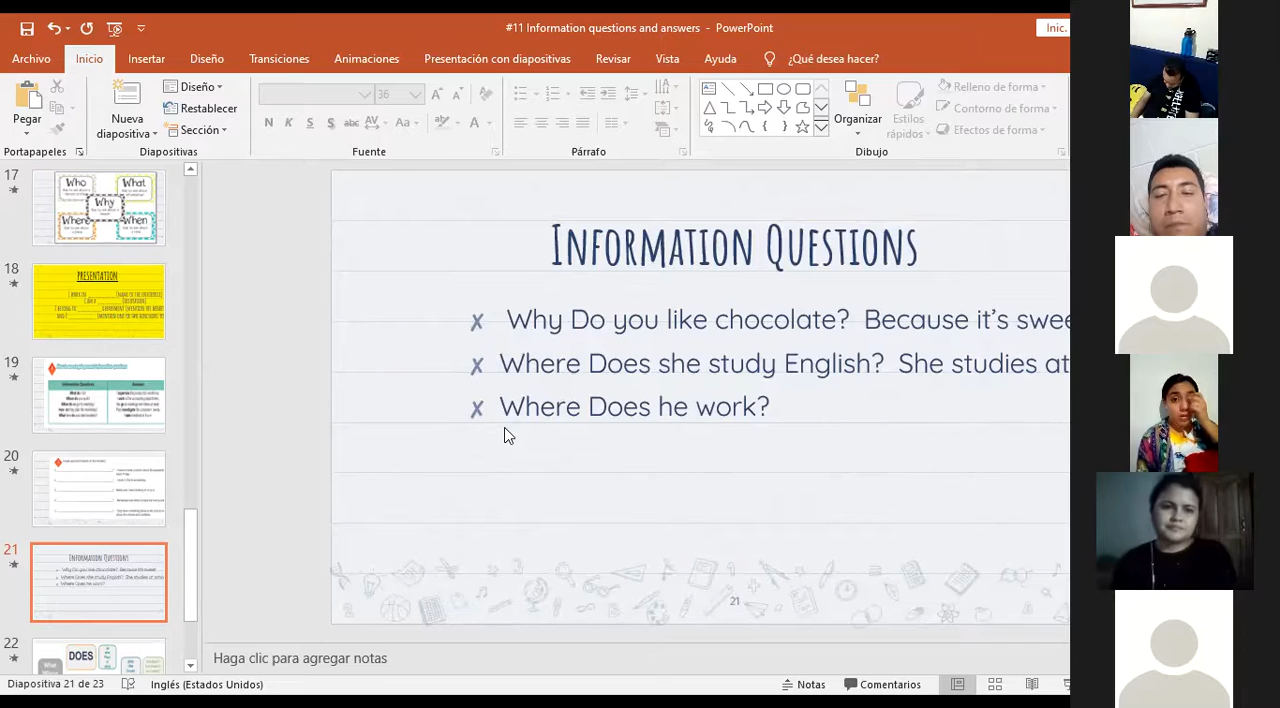 #11 Information questions and answers - PowerPoint
Inic.
Archivo Inicio Insertar Diseño Transiciones Animaciones Presentación con diapositivas Revisar Vista Ayuda ¿Qué desea hacer?
Pegar
Nueva diapositiva
Diseño
Restablecer
Sección
36
N K S S abc AV Aa A
Organizar
Estilos rápidos
Relleno de forma
Contorno de forma
Efectos de forma
Portapapeles Diapositivas Fuente Párrafo Dibujo
17
Who What
Why
Where When
18
PRESENTATION
19
20
21
Information Questions
22
DOES
What
INFORMATION QUESTIONS
✗ Why Do you like chocolate? Because it's swee
✗ Where Does she study English? She studies at
✗ Where Does he work?
21
Haga clic para agregar notas
Diapositiva 21 de 23 Inglés (Estados Unidos) Notas Comentarios